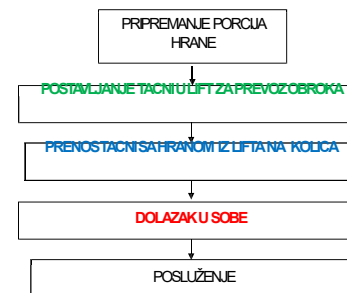 PRIPREMANJE PORCIJA
HRANE
POSTAVLJANJE TACNI U LIFT ZA PREVOZ OBROKA
PRENOS TACNI SA HRANOM IZ LIFTA NA KOLICA
DOLAZAK U SOBE
POSLUŽENJE